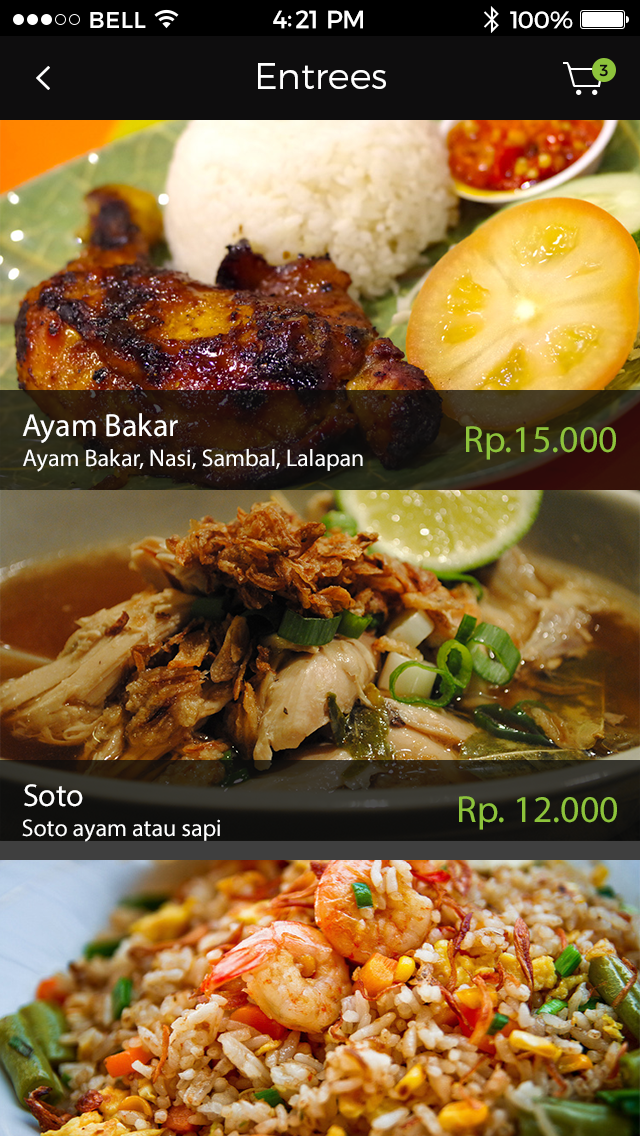 BELL 4:21 PM 100%
Entrees 3
Ayam Bakar
Ayam Bakar, Nasi, Sambal, Lalapan
Rp.15.000
Soto
Soto ayam atau sapi
Rp. 12.000